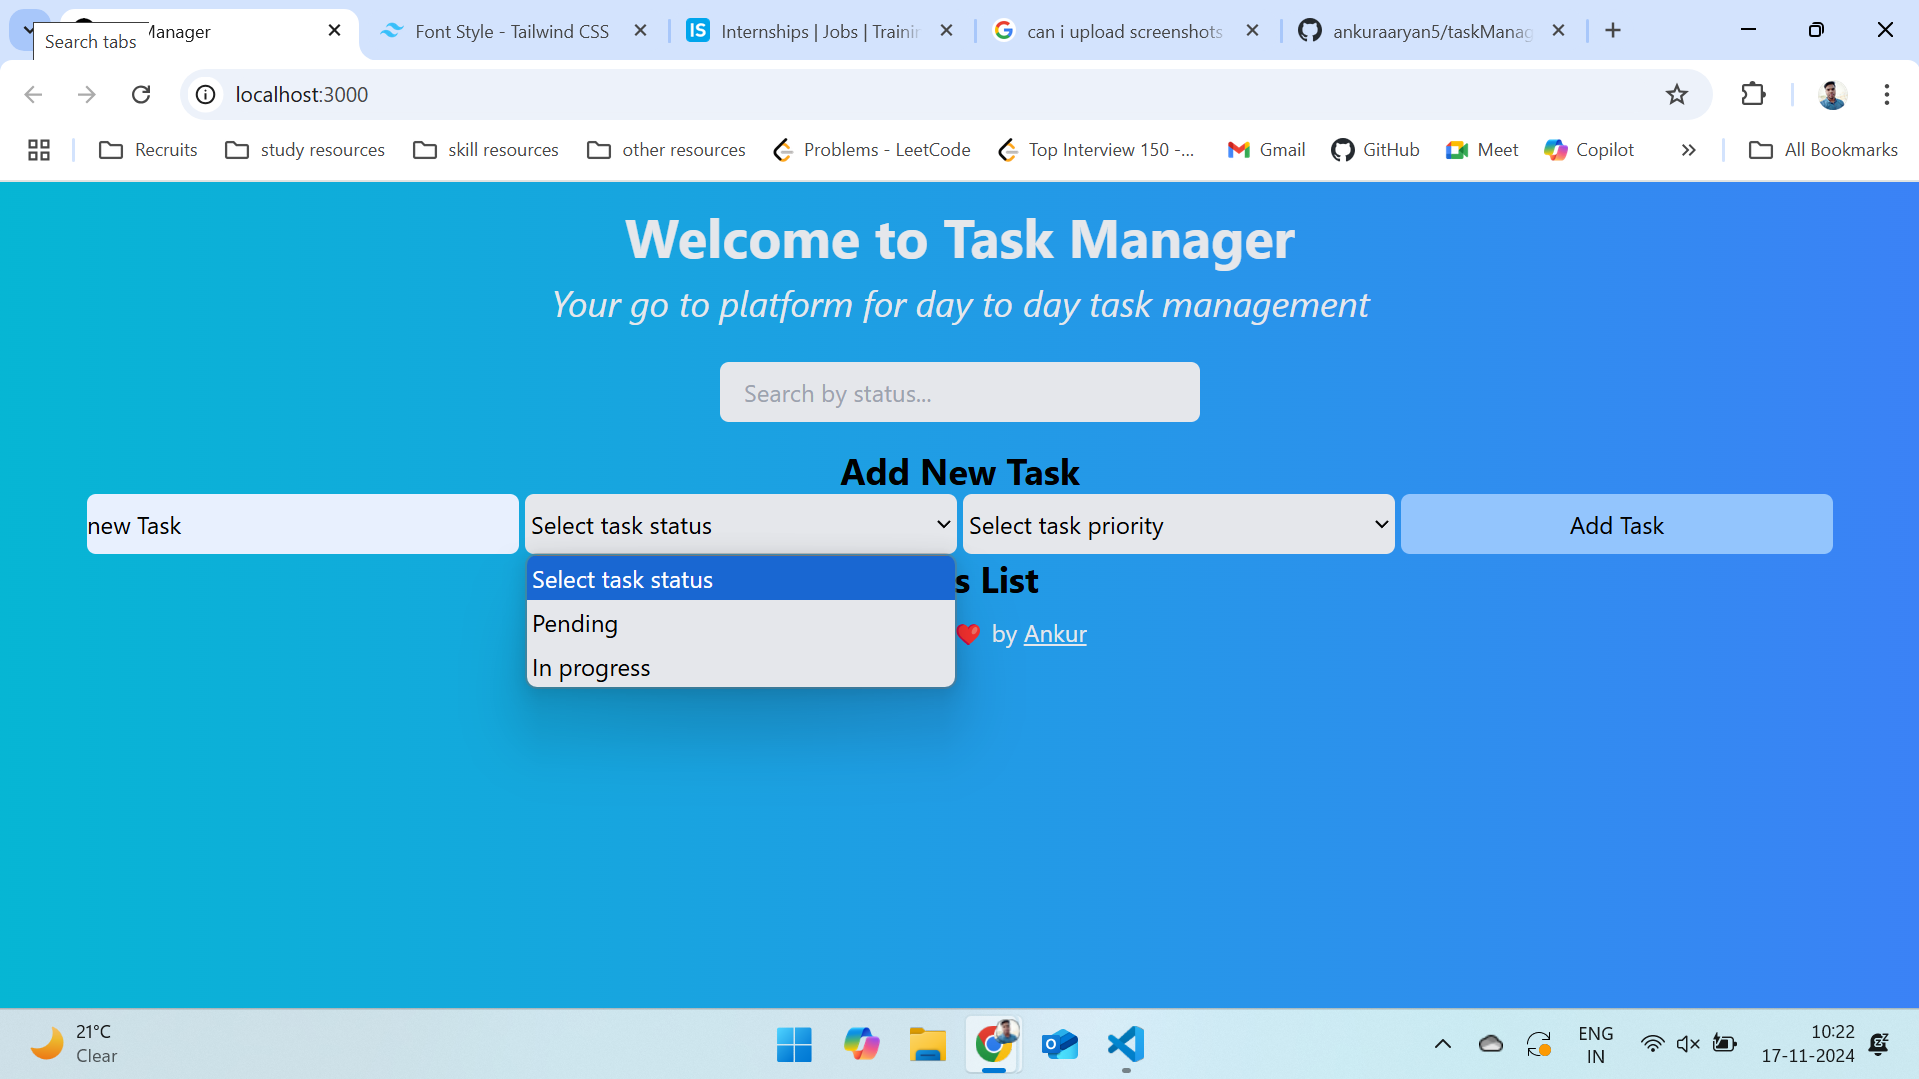 Manager
Search tabs
Font Style - Tailwind CSS
Internships | Jobs | Trainin
can i upload screenshots
ankuraaryan5/taskManag
localhost:3000
Recruits
study resources
skill resources
other resources
Problems - LeetCode
Top Interview 150 -...
Gmail
GitHub
Meet
Copilot
All Bookmarks
Welcome to Task Manager
Your go to platform for day to day task management
Search by status...
Add New Task
new Task
Select task status
Select task priority
Add Task
Select task status
Pending
In progress
s List
by Ankur
21°C
Clear
ENG
IN
10:22
17-11-2024